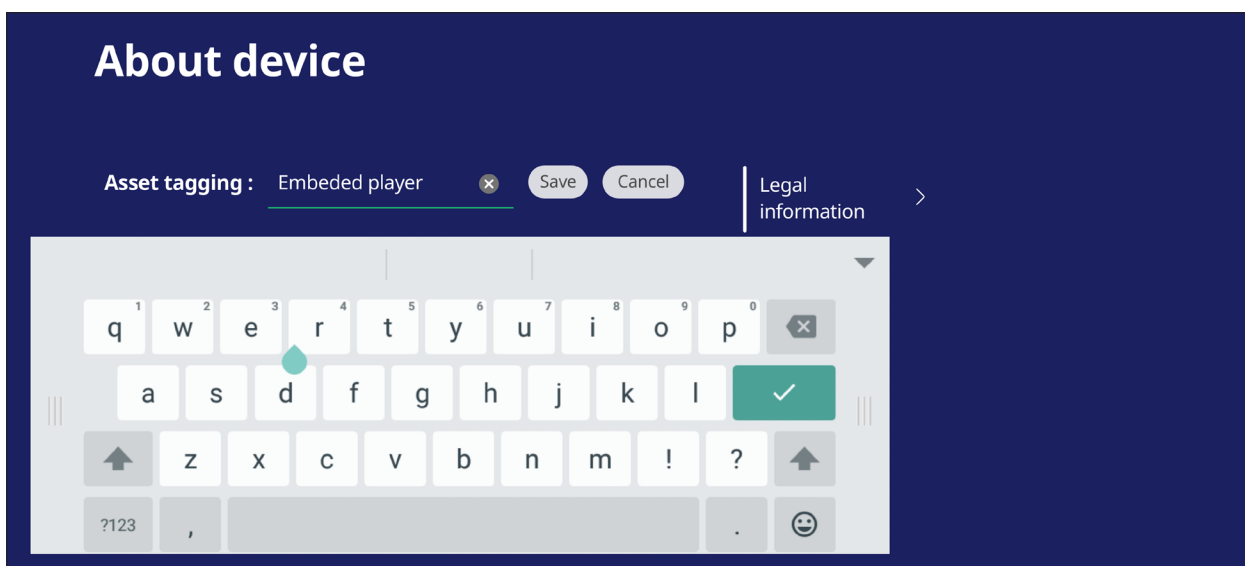 About device
Asset tagging : Embeded player Save Cancel
Legal
information
1 2 3 4 5 6 7 8 9 0
q w e r t y u i o p
a s d f g h j k l
z x c v b n m ! ?
?123 , .